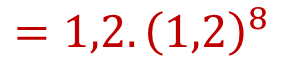 = 1,2. (1,2)⁸